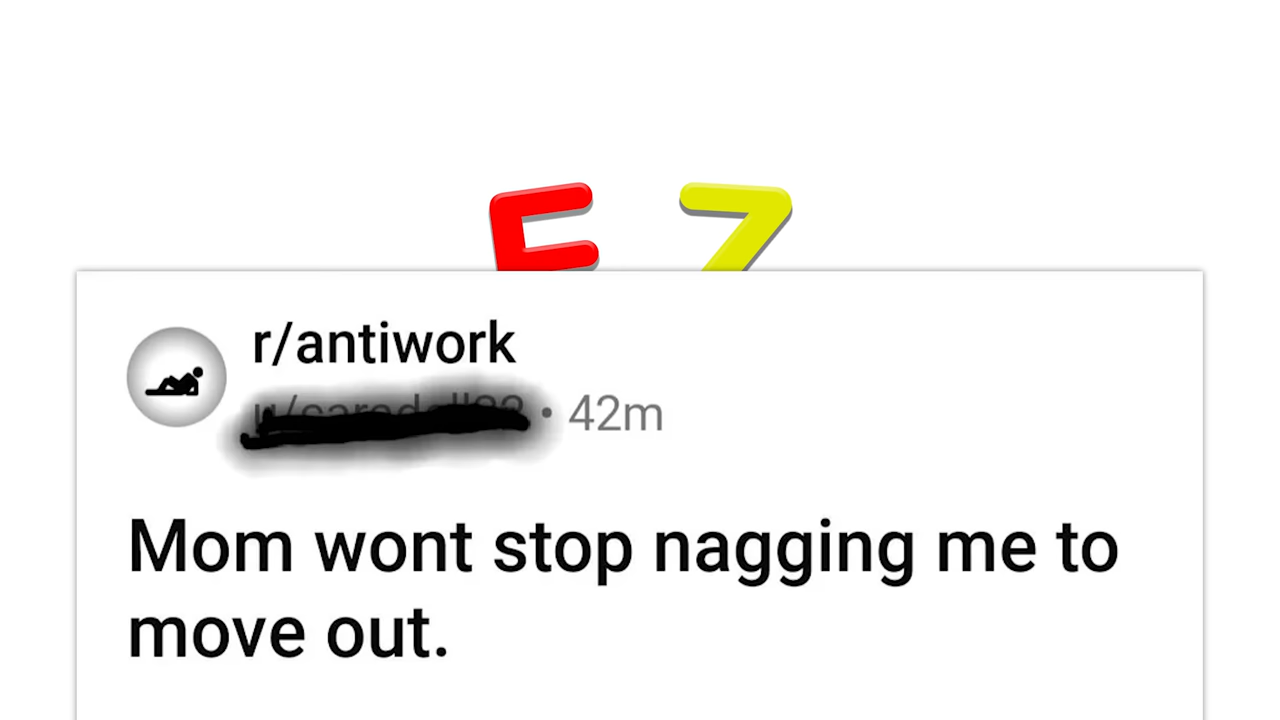 E Z
r/antiwork
• 42m
Mom wont stop nagging me to
move out.